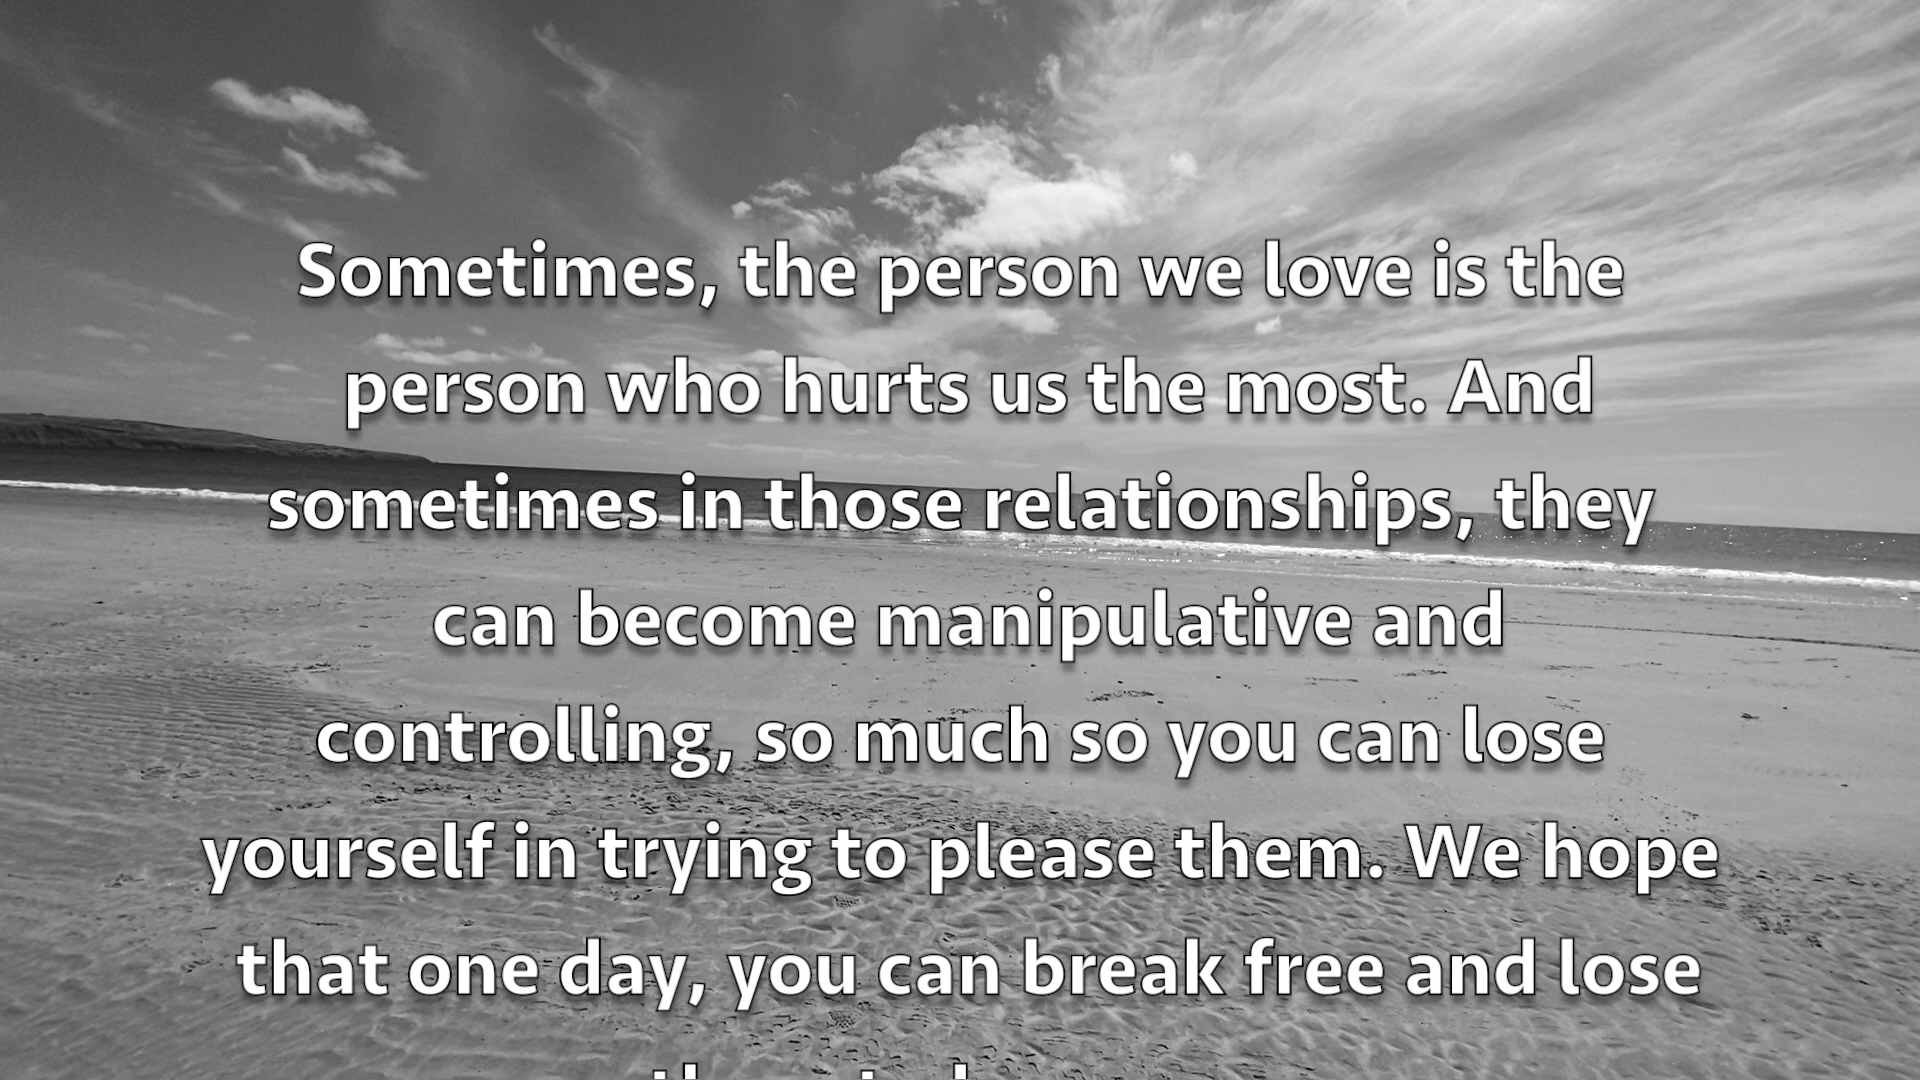 Sometimes, the person we love is the
person who hurts us the most. And
sometimes in those relationships, they
can become manipulative and
controlling, so much so you can lose
yourself in trying to please them. We hope
that one day, you can break free and lose